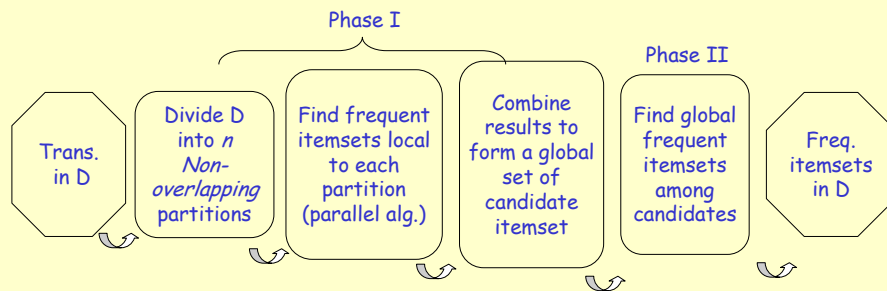 Phase I
Phase II
Trans.
in D
Divide D
into n
Non-
overlapping
partitions
Find frequent
itemsets local
to each
partition
(parallel alg.)
Combine
results to
form a global
set of
candidate
itemset
Find global
frequent
itemsets
among
candidates
Freq.
itemsets
in D